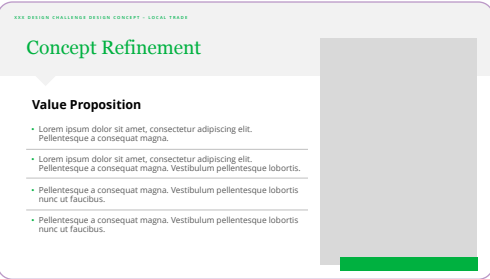 EEE DESIGN CHALLENGE DESIGN CONCEPT – LOCAL TRADE
Concept Refinement
Value Proposition
▪ Lorem ipsum dolor sit amet, consectetur adipiscing elit.
Pellentesque a consequat magna.
▪ Lorem ipsum dolor sit amet, consectetur adipiscing elit.
Pellentesque a consequat magna. Vestibulum pellentesque lobortis.
▪ Pellentesque a consequat magna. Vestibulum pellentesque lobortis
nunc ut faucibus.
▪ Pellentesque a consequat magna. Vestibulum pellentesque lobortis
nunc ut faucibus.